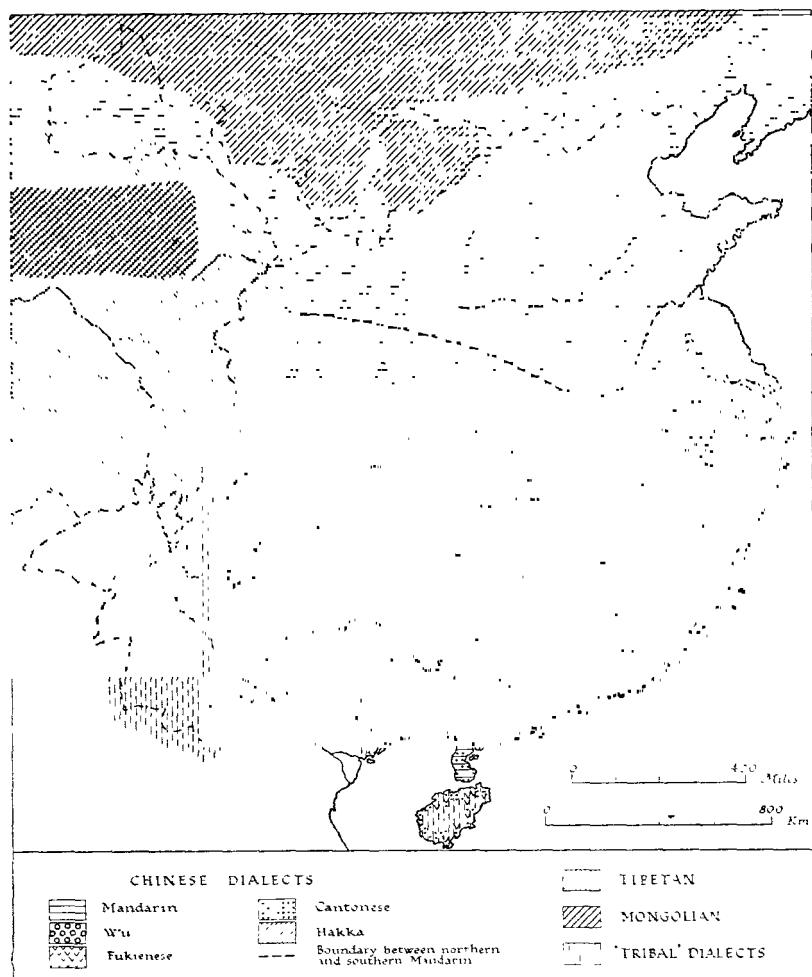 0 400
Miles
0 800
Km
CHINESE DIALECTS
Mandarin
Wu
Fukienese
Cantonese
Hakka
Boundary between northern
and southern Mandarin
TIBETAN
MONGOLIAN
'TRIBAL' DIALECTS